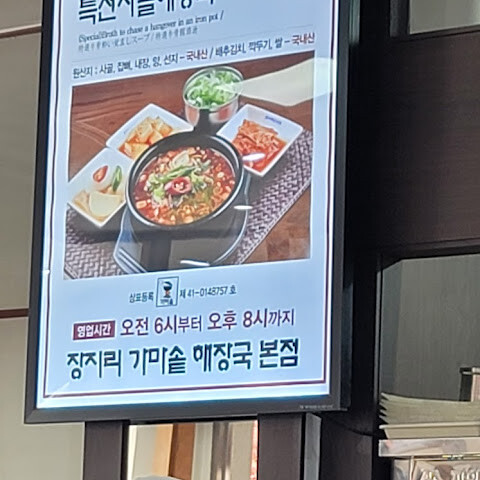 특선사골해장국
(Special)Broth to chase a hangover in an iron pot /
원산지 : 사골, 잡뼈, 내장, 양, 선지 – 국내산 / 배추김치, 깍두기, 쌀 – 국내산
상표등록 제 41-0148757 호
영업시간 오전 6시부터 오후 8시까지
장지리 가마솥 해장국 본점